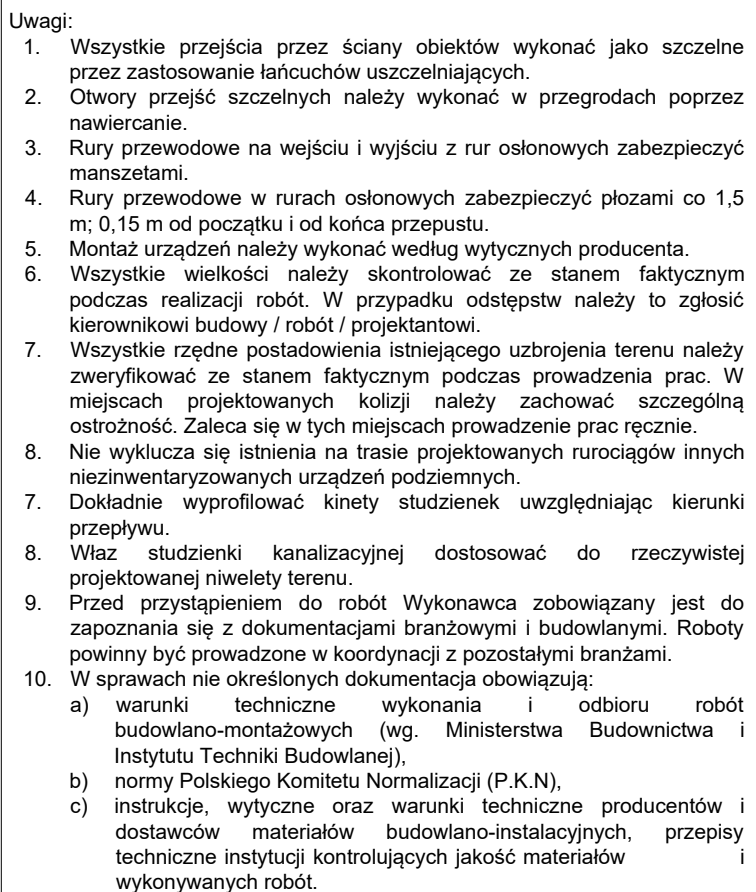 Uwagi:
1. Wszystkie przejścia przez ściany obiektów wykonać jako szczelne
przez zastosowanie łańcuchów uszczelniających.
2. Otwory przejść szczelnych należy wykonać w przegrodach poprzez
nawiercanie.
3. Rury przewodowe na wejściu i wyjściu z rur osłonowych zabezpieczyć
manszetami.
4. Rury przewodowe w rurach osłonowych zabezpieczyć płozami co 1,5
m; 0,15 m od początku i od końca przepustu.
5. Montaż urządzeń należy wykonać według wytycznych producenta.
6. Wszystkie wielkości należy skontrolować ze stanem faktycznym
podczas realizacji robót. W przypadku odstępstw należy to zgłosić
kierownikowi budowy / robót / projektantowi.
7. Wszystkie rzędne postadowienia istniejącego uzbrojenia terenu należy
zweryfikować ze stanem faktycznym podczas prowadzenia prac. W
miejscach projektowanych kolizji należy zachować szczególną
ostrożność. Zaleca się w tych miejscach prowadzenie prac ręcznie.
8. Nie wyklucza się istnienia na trasie projektowanych rurociągów innych
niezinwentaryzowanych urządzeń podziemnych.
7. Dokładnie wyprofilować kinety studzienek uwzględniając kierunki
przepływu.
8. Właz studzienki kanalizacyjnej dostosować do rzeczywistej
projektowanej niwelety terenu.
9. Przed przystąpieniem do robót Wykonawca zobowiązany jest do
zapoznania się z dokumentacjami branżowymi i budowlanymi. Roboty
powinny być prowadzone w koordynacji z pozostałymi branżami.
10. W sprawach nie określonych dokumentacja obowiązują:
a) warunki techniczne wykonania i odbioru robót
budowlano-montażowych (wg. Ministerstwa Budownictwa i
Instytutu Techniki Budowlanej),
b) normy Polskiego Komitetu Normalizacji (P.K.N),
c) instrukcje, wytyczne oraz warunki techniczne producentów i
dostawców materiałów budowlano-instalacyjnych, przepisy
techniczne instytucji kontrolujących jakość materiałów i
wykonywanych robót.